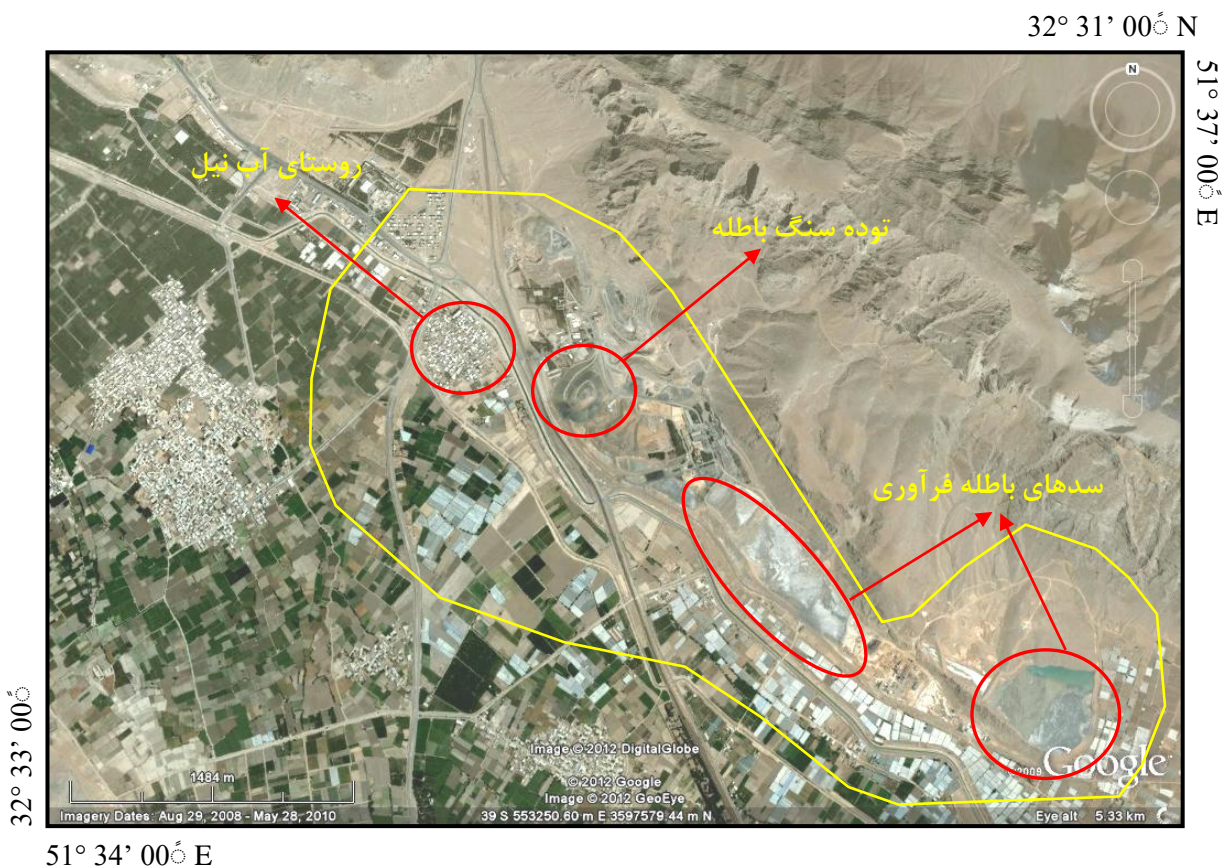 32° 31' 00ً N
51° 37' 00ً E
N
روستای آب نیل
توده سنگ باطله
سدهای باطله فرآوری
32° 33' 00ً
1484 m
Image © 2012 DigitalGlobe
© 2012 Google
Image © 2012 GeoEye
© 2009 Google
Imagery Dates: Aug 29, 2008 - May 28, 2010
39 S 553250.60 m E 3597579.44 m N
Eye alt 5.33 km
51° 34' 00ً E